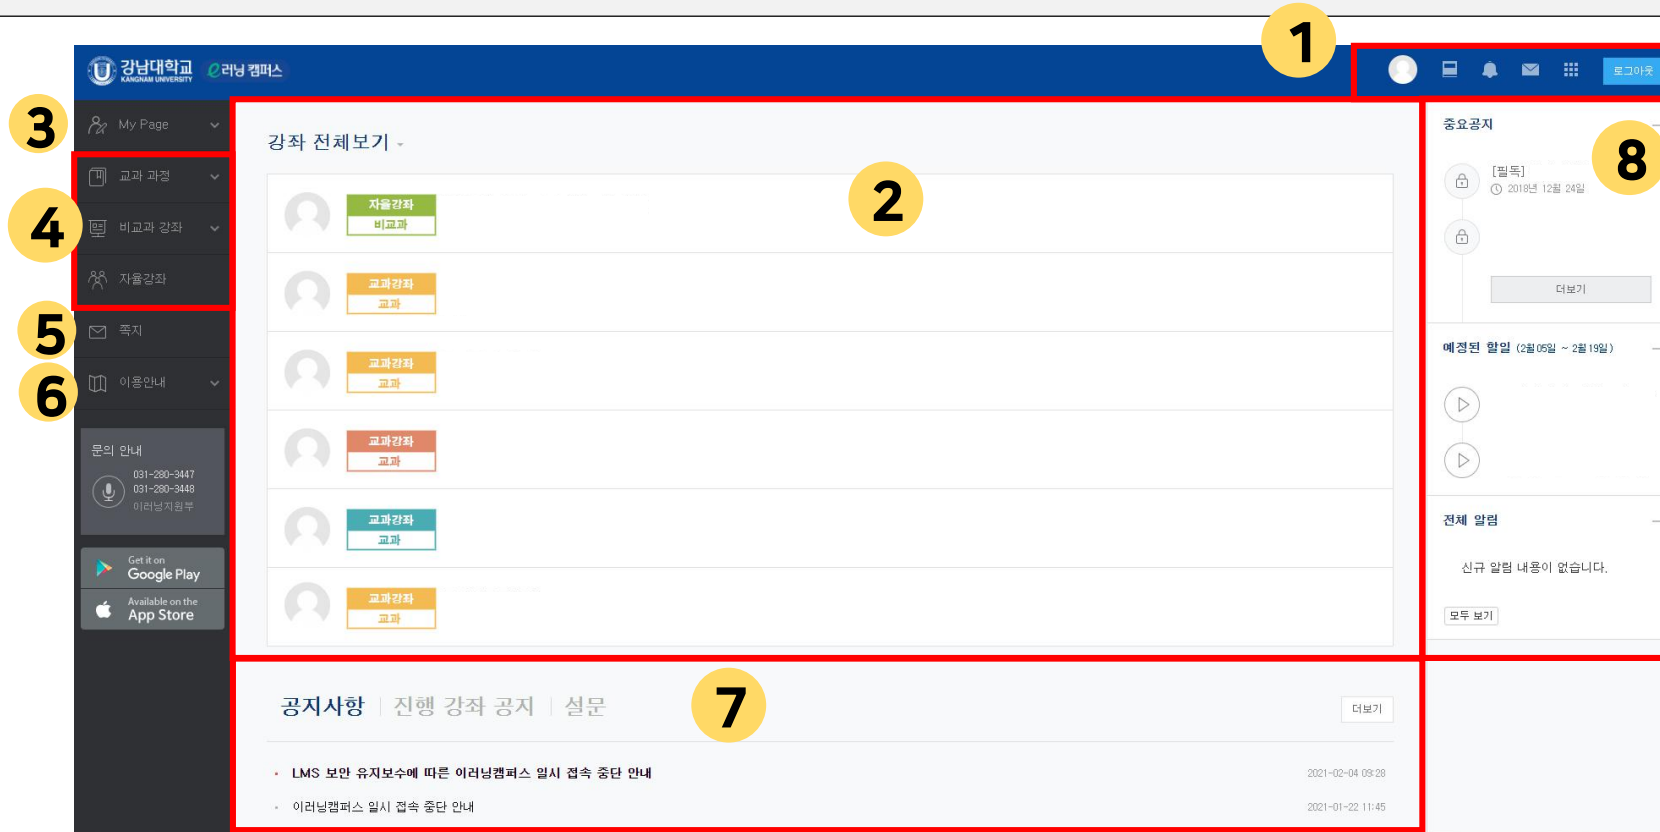 1
강남대학교
KANGNAM UNIVERSITY
e러닝 캠퍼스
로그아웃
3
My Page
교과 과정
4
비교과 강좌
자율강좌
5
쪽지
6
이용안내
문의 안내
031-280-3447
031-280-3448
이러닝지원부
Get it on
Google Play
Available on the
App Store
강좌 전체보기
2
자율강좌
비교과
교과강좌
교과
교과강좌
교과
교과강좌
교과
교과강좌
교과
교과강좌
교과
7
공지사항 | 진행 강좌 공지 | 설문
더보기
LMS 보안 유지보수에 따른 이러닝캠퍼스 일시 접속 중단 안내
2021-02-04 09:28
이러닝캠퍼스 일시 접속 중단 안내
2021-01-22 11:45
중요공지
8
[필독]
2018년 12월 24일
더보기
예정된 할일 (2월05일 ~ 2월19일)
전체 알림
신규 알림 내용이 없습니다.
모두 보기